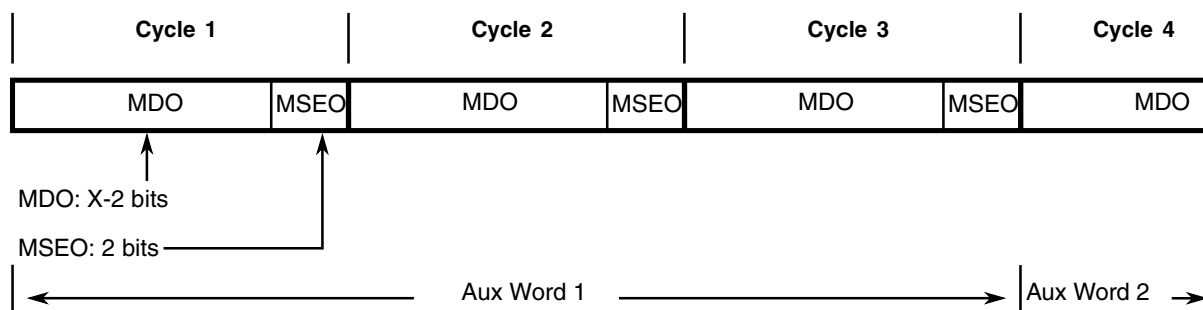 Cycle 1 Cycle 2 Cycle 3 Cycle 4
MDO MSEO MDO MSEO MDO MSEO MDO
MDO: X-2 bits
MSEO: 2 bits
Aux Word 1 Aux Word 2